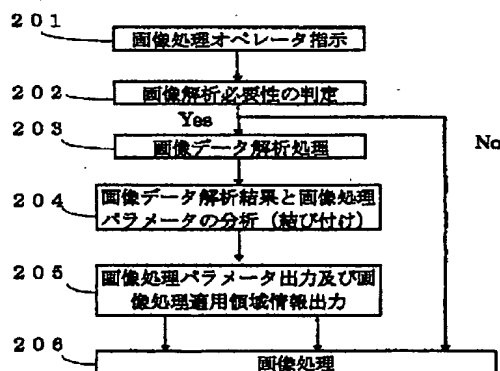 201
画像処理オペレータ指示
202
画像解析必要性の判定
Yes
203
No
画像データ解析処理
204
画像データ解析結果と画像処理
パラメータの分析（結び付け）
205
画像処理パラメータ出力及び画
像処理適用領域情報出力
206
画像処理